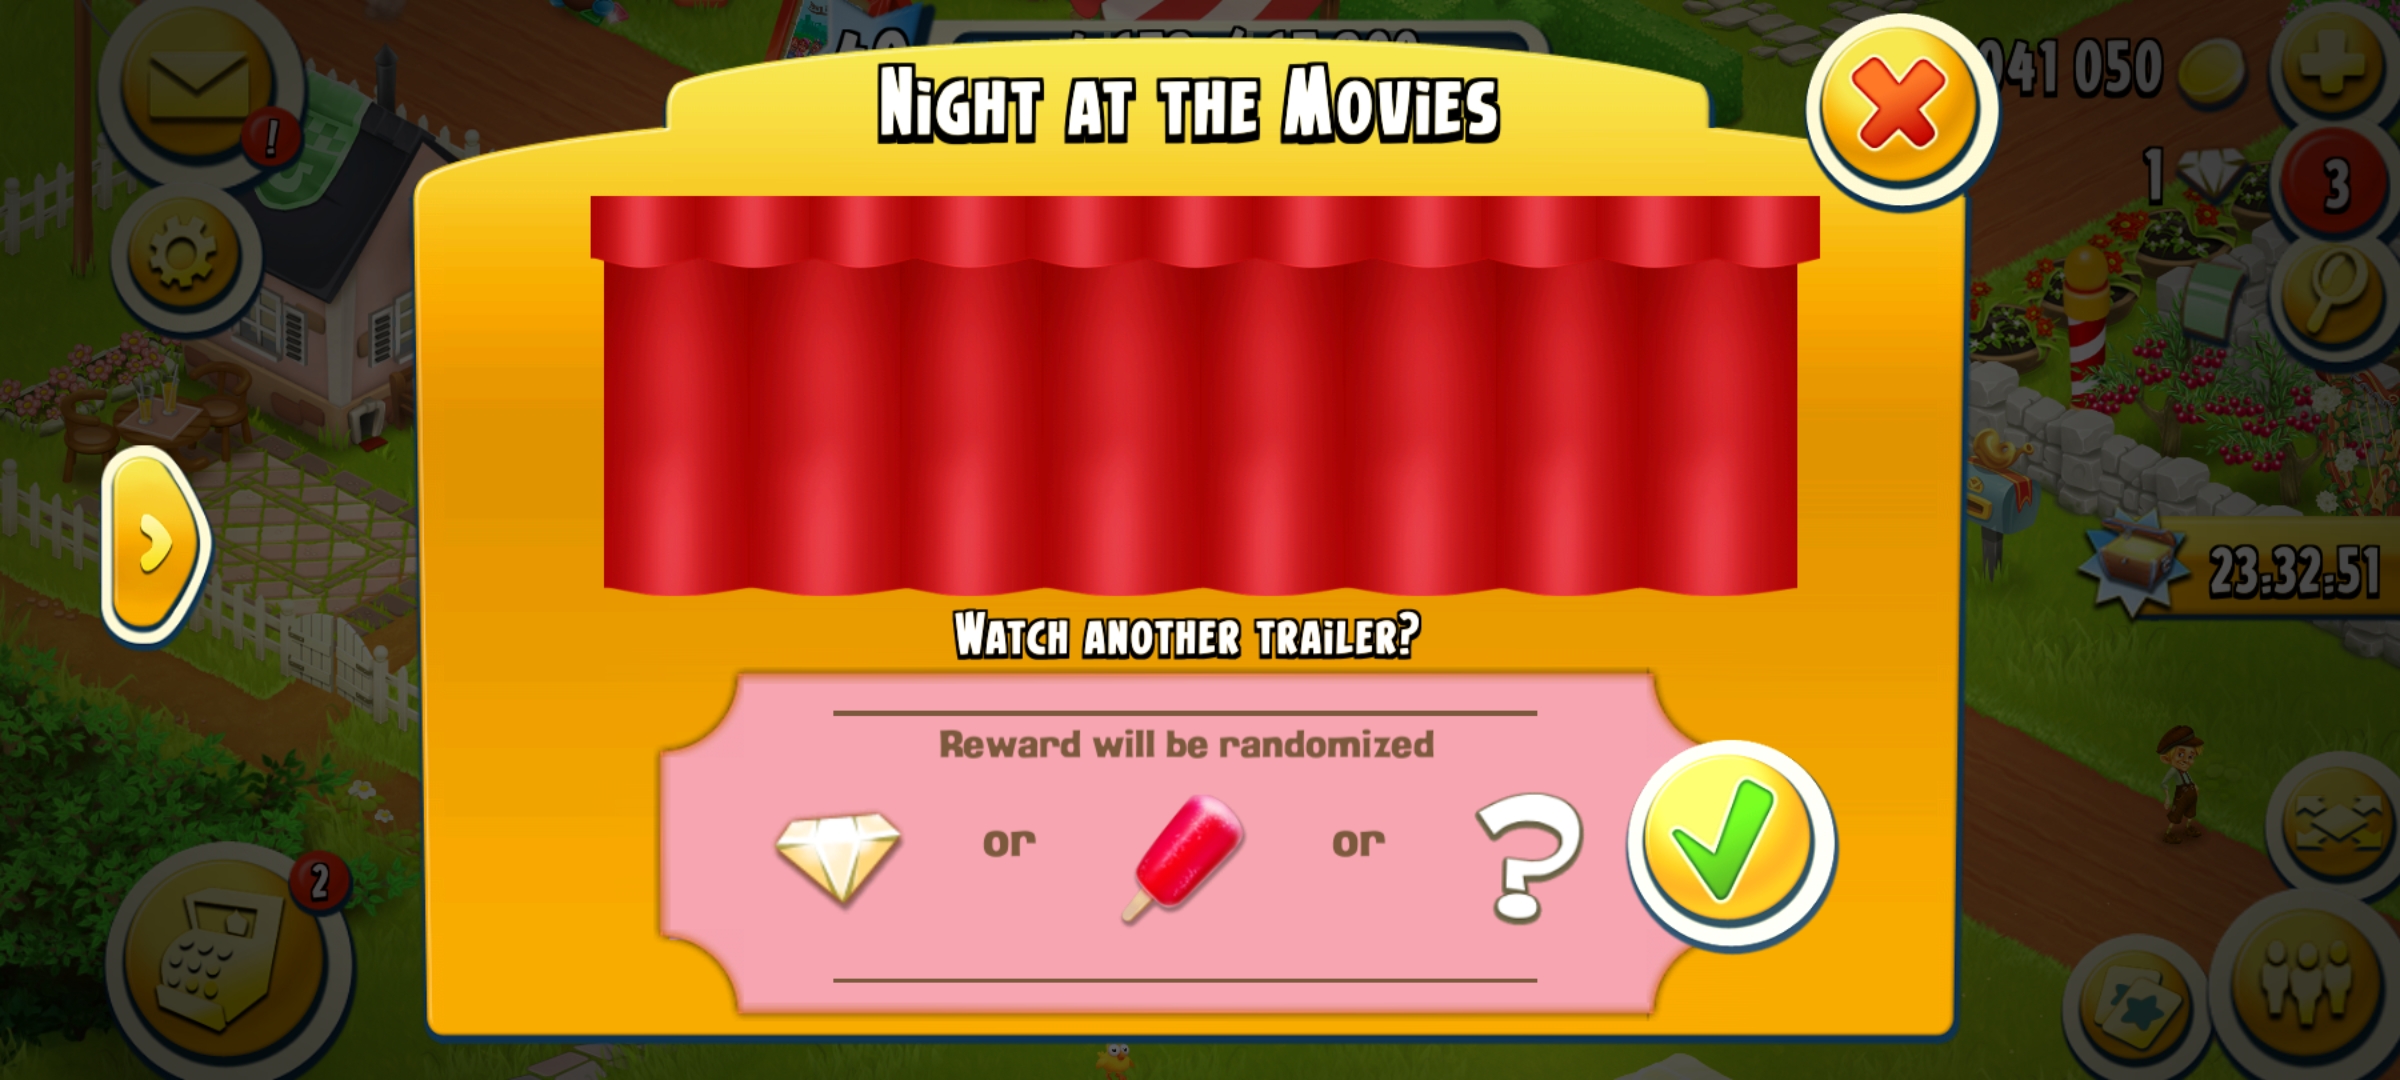 Night at the Movies
041 050
!
1
3
23:32:51
Watch another trailer?
Reward will be randomized
or
or
?
2